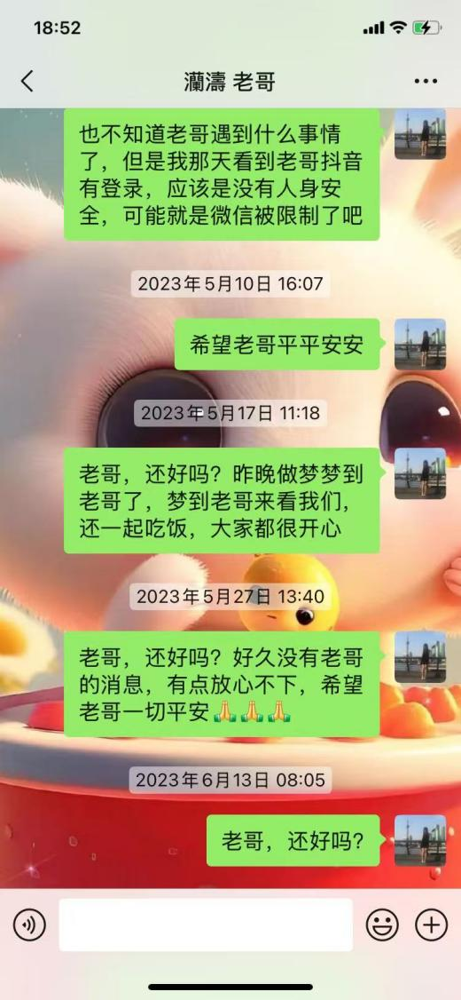 18:52
灡濤 老哥
也不知道老哥遇到什么事情
了，但是我那天看到老哥抖音
有登录，应该是没有人身安
全，可能就是微信被限制了吧
2023年5月10日 16:07
希望老哥平平安安
2023年5月17日 11:18
老哥，还好吗？昨晚做梦梦到
老哥了，梦到老哥来看我们，
还一起吃饭，大家都很开心
2023年5月27日 13:40
老哥，还好吗？好久没有老哥
的消息，有点放心不下，希望
老哥一切平安🙏🙏🙏
2023年6月13日 08:05
老哥，还好吗？